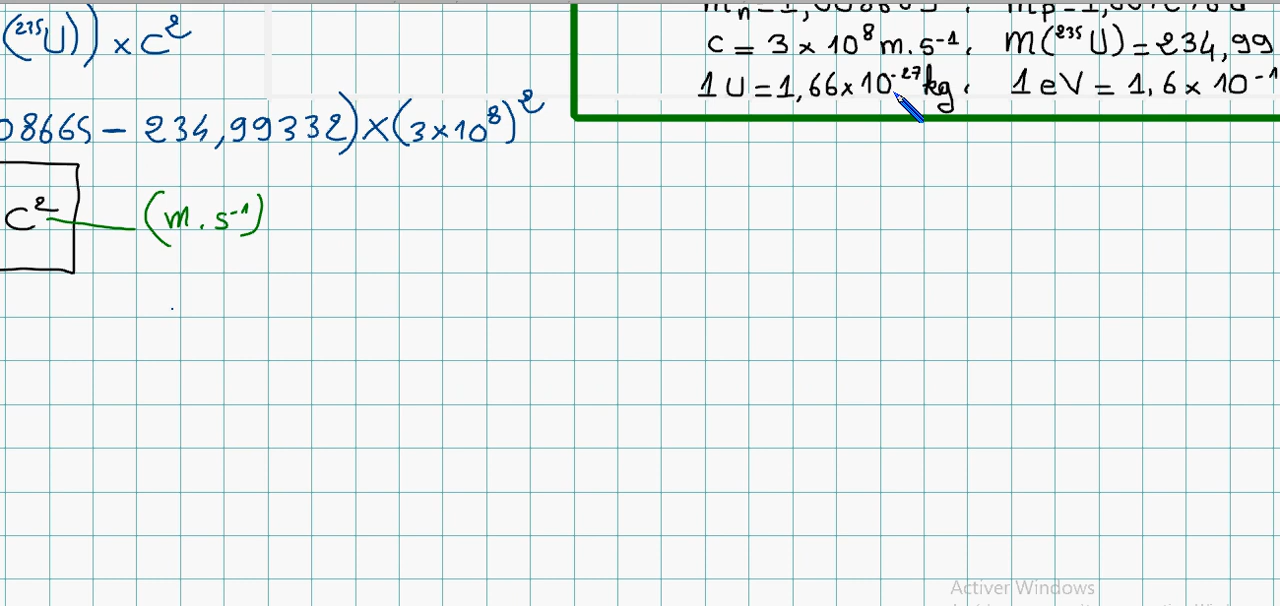 (²³⁵U)) × c²
c = 3 × 10⁸ m.s⁻¹, m(²³⁵U) = 234,99
1 U = 1,66 × 10⁻²⁷ kg, 1 eV = 1,6 × 10⁻¹
08665 - 234,99332) × (3×10⁸)²
c² (m.s⁻¹)
Activer Windows